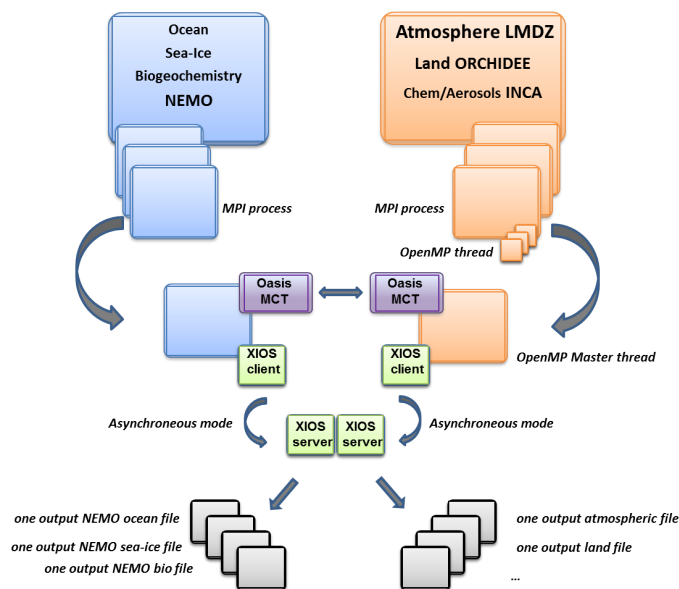 Ocean
Sea-Ice
Biogeochemistry
NEMO
Atmosphere LMDZ
Land ORCHIDEE
Chem/Aerosols INCA
MPI process
MPI process
OpenMP thread
Oasis
MCT
Oasis
MCT
XIOS
client
XIOS
client
OpenMP Master thread
Asynchroneous mode
Asynchroneous mode
XIOS
server
XIOS
server
one output NEMO ocean file
one output NEMO sea-ice file
one output NEMO bio file
one output atmospheric file
one output land file
...